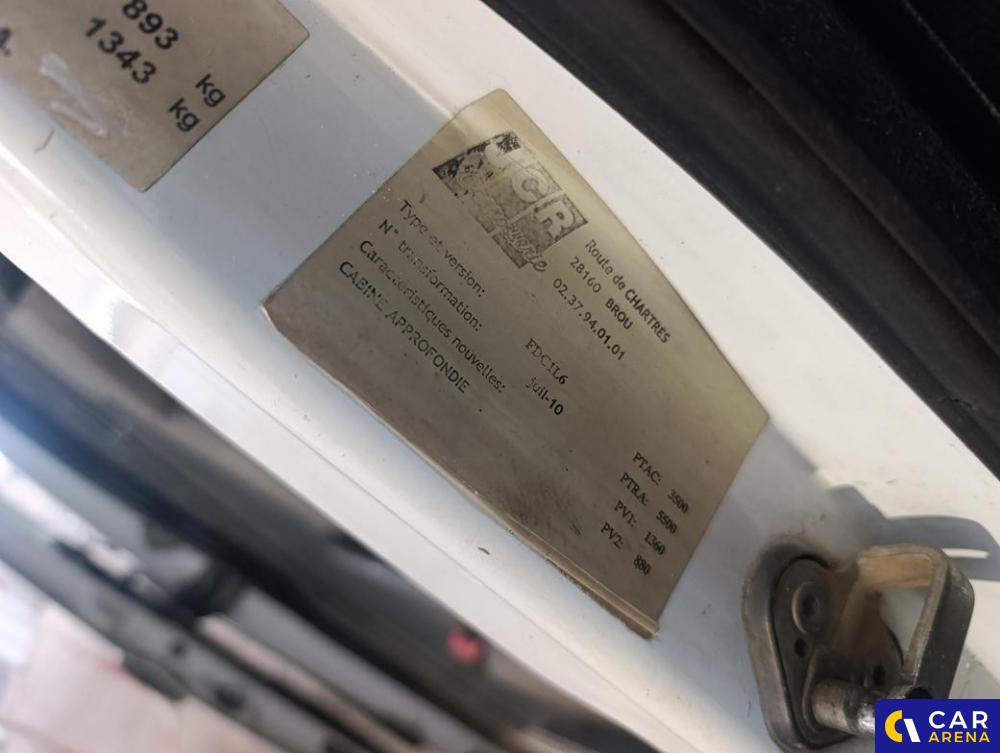 893 kg
1343 kg
Route de CHARTRES
28160 BROU
02.37.94.01.01
Type et version: FDC1L6
N° transformation: juil-10
Caractéristiques nouvelles:
CABINE APPROFONDIE
PTAC: 3500
PTRA: 5500
PV1: 1360
PV2: 880
CAR
ARENA